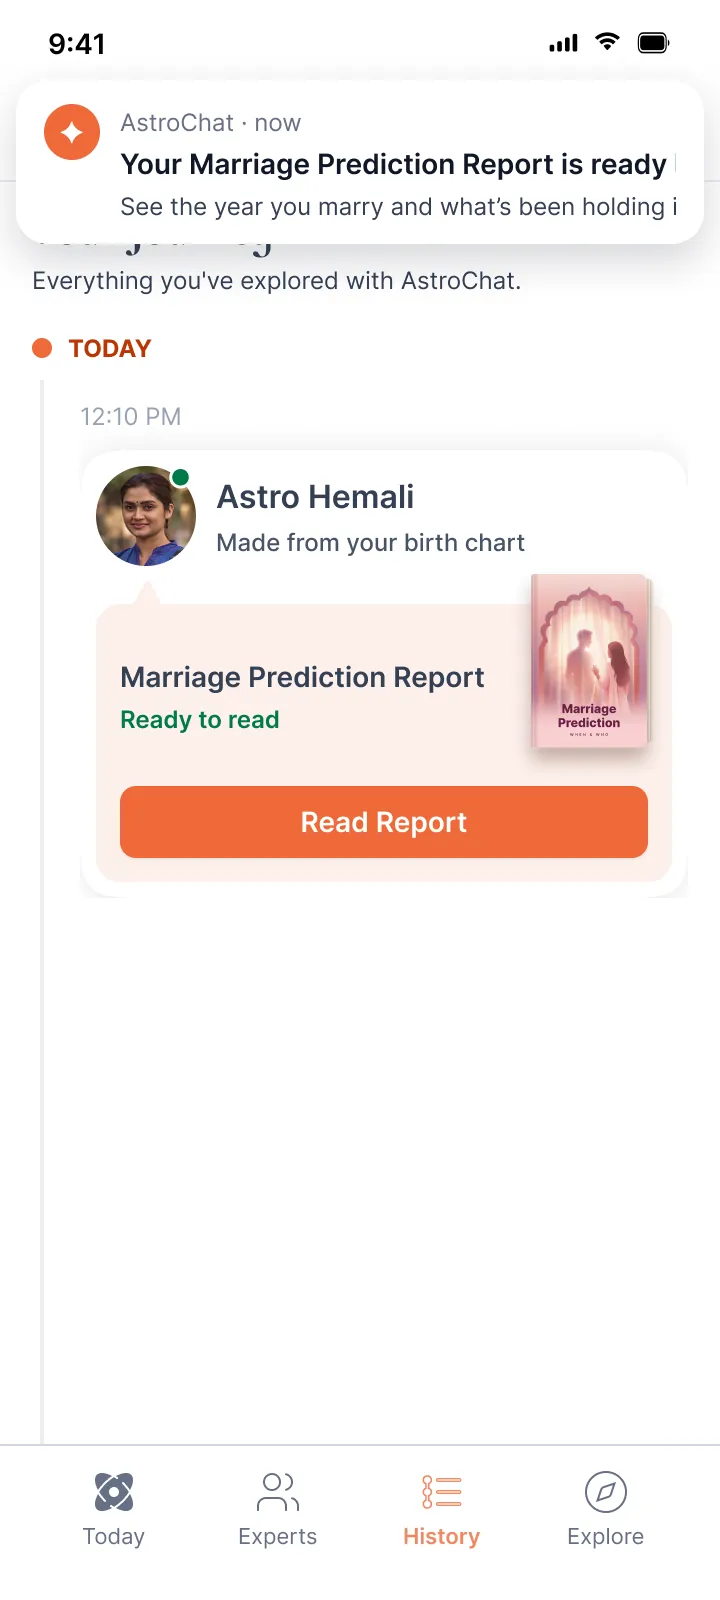 9:41
AstroChat · now
Your Marriage Prediction Report is ready
See the year you marry and what’s been holding i
Everything you've explored with AstroChat.
TODAY
12:10 PM
Astro Hemali
Made from your birth chart
Marriage Prediction Report
Ready to read
Marriage
Prediction
WHEN & WHO
Read Report
Today
Experts
History
Explore